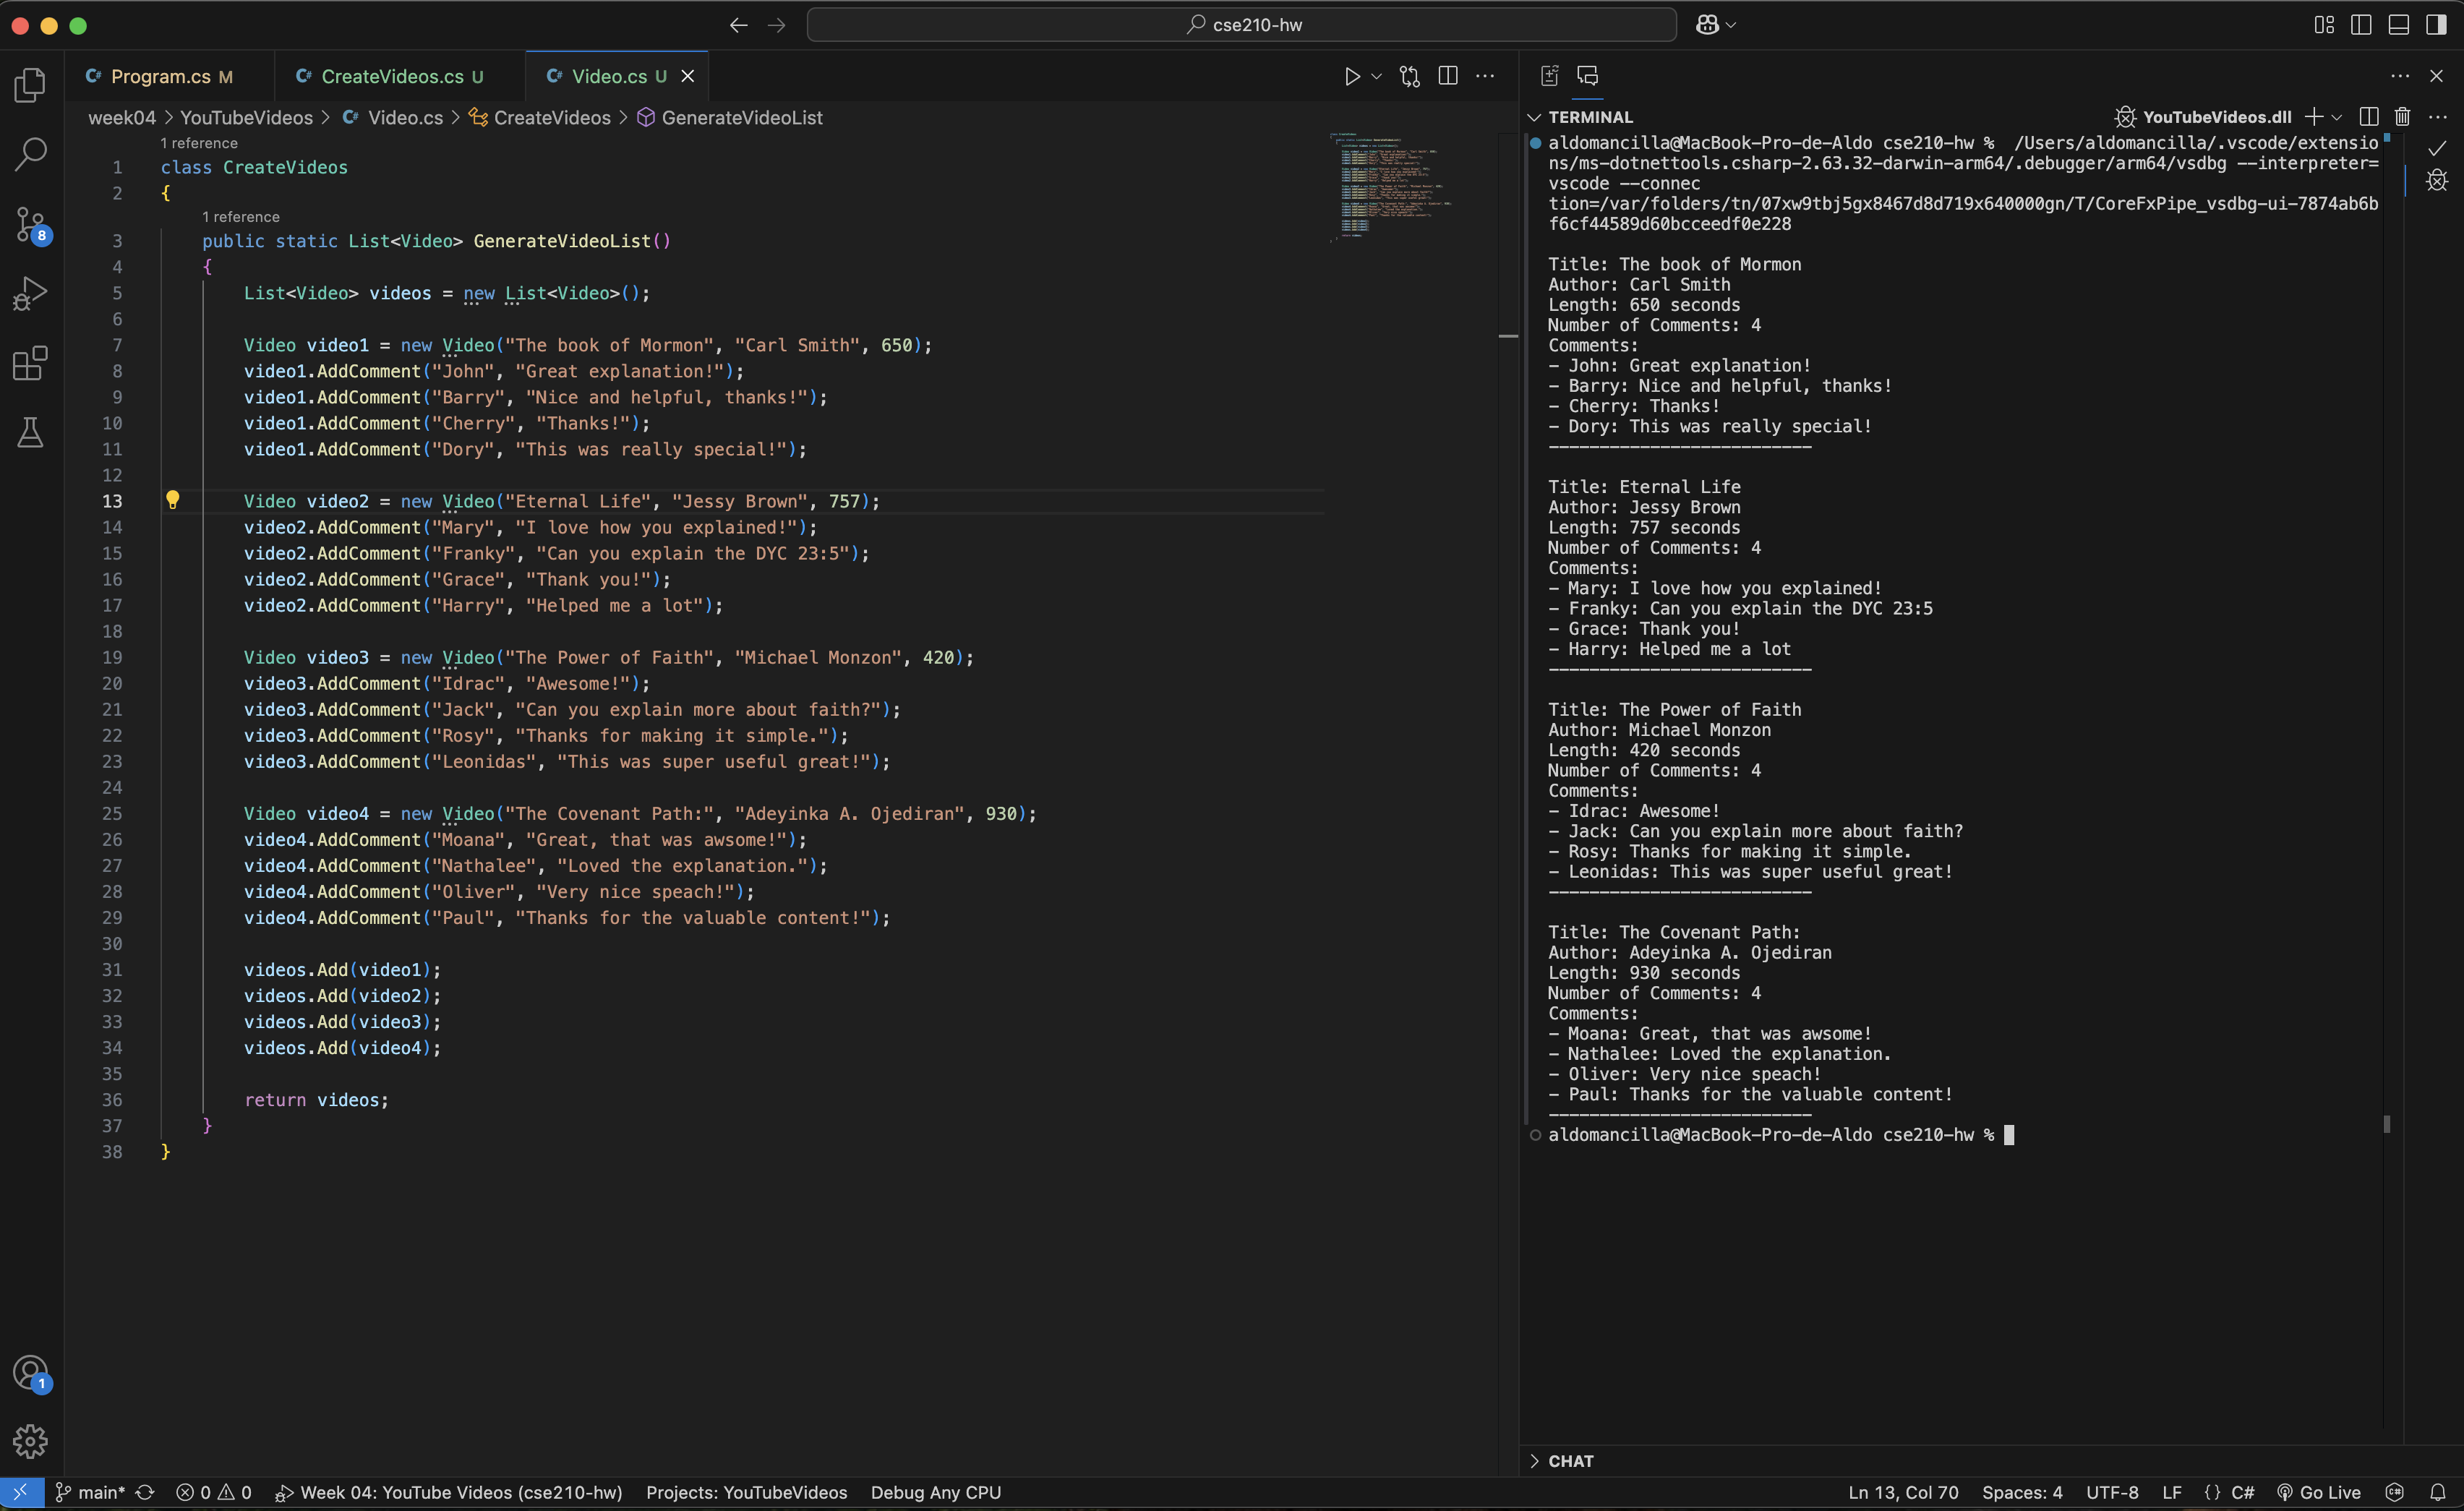 cse210-hw
Program.cs M
CreateVideos.cs U
Video.cs U
week04 > YouTubeVideos > Video.cs > CreateVideos > GenerateVideoList
1 reference
1 class CreateVideos
2 {
1 reference
3 public static List<Video> GenerateVideoList()
4 {
5 List<Video> videos = new List<Video>();
6
7 Video video1 = new Video("The book of Mormon", "Carl Smith", 650);
8 video1.AddComment("John", "Great explanation!");
9 video1.AddComment("Barry", "Nice and helpful, thanks!");
10 video1.AddComment("Cherry", "Thanks!");
11 video1.AddComment("Dory", "This was really special!");
12
13 Video video2 = new Video("Eternal Life", "Jessy Brown", 757);
14 video2.AddComment("Mary", "I love how you explained!");
15 video2.AddComment("Franky", "Can you explain the DYC 23:5");
16 video2.AddComment("Grace", "Thank you!");
17 video2.AddComment("Harry", "Helped me a lot");
18
19 Video video3 = new Video("The Power of Faith", "Michael Monzon", 420);
20 video3.AddComment("Idrac", "Awesome!");
21 video3.AddComment("Jack", "Can you explain more about faith?");
22 video3.AddComment("Rosy", "Thanks for making it simple.");
23 video3.AddComment("Leonidas", "This was super useful great!");
24
25 Video video4 = new Video("The Covenant Path:", "Adeyinka A. Ojediran", 930);
26 video4.AddComment("Moana", "Great, that was awsome!");
27 video4.AddComment("Nathalee", "Loved the explanation.");
28 video4.AddComment("Oliver", "Very nice speach!");
29 video4.AddComment("Paul", "Thanks for the valuable content!");
30
31 videos.Add(video1);
32 videos.Add(video2);
33 videos.Add(video3);
34 videos.Add(video4);
35
36 return videos;
37 }
38 }
TERMINAL
YouTubeVideos.dll
aldomancilla@MacBook-Pro-de-Aldo cse210-hw %  /Users/aldomancilla/.vscode/extensio
ns/ms-dotnettools.csharp-2.63.32-darwin-arm64/.debugger/arm64/vsdbg --interpreter=
vscode --connec
tion=/var/folders/tn/07xw9tbj5gx8467d8d719x640000gn/T/CoreFxPipe_vsdbg-ui-7874ab6b
f6cf44589d60bcceedf0e228
Title: The book of Mormon
Author: Carl Smith
Length: 650 seconds
Number of Comments: 4
Comments:
- John: Great explanation!
- Barry: Nice and helpful, thanks!
- Cherry: Thanks!
- Dory: This was really special!
--------------------------
Title: Eternal Life
Author: Jessy Brown
Length: 757 seconds
Number of Comments: 4
Comments:
- Mary: I love how you explained!
- Franky: Can you explain the DYC 23:5
- Grace: Thank you!
- Harry: Helped me a lot
--------------------------
Title: The Power of Faith
Author: Michael Monzon
Length: 420 seconds
Number of Comments: 4
Comments:
- Idrac: Awesome!
- Jack: Can you explain more about faith?
- Rosy: Thanks for making it simple.
- Leonidas: This was super useful great!
--------------------------
Title: The Covenant Path:
Author: Adeyinka A. Ojediran
Length: 930 seconds
Number of Comments: 4
Comments:
- Moana: Great, that was awsome!
- Nathalee: Loved the explanation.
- Oliver: Very nice speach!
- Paul: Thanks for the valuable content!
--------------------------
aldomancilla@MacBook-Pro-de-Aldo cse210-hw %
CHAT
8
1
main* 0 0 Week 04: YouTube Videos (cse210-hw) Projects: YouTubeVideos Debug Any CPU Ln 13, Col 70 Spaces: 4 UTF-8 LF {} C# Go Live